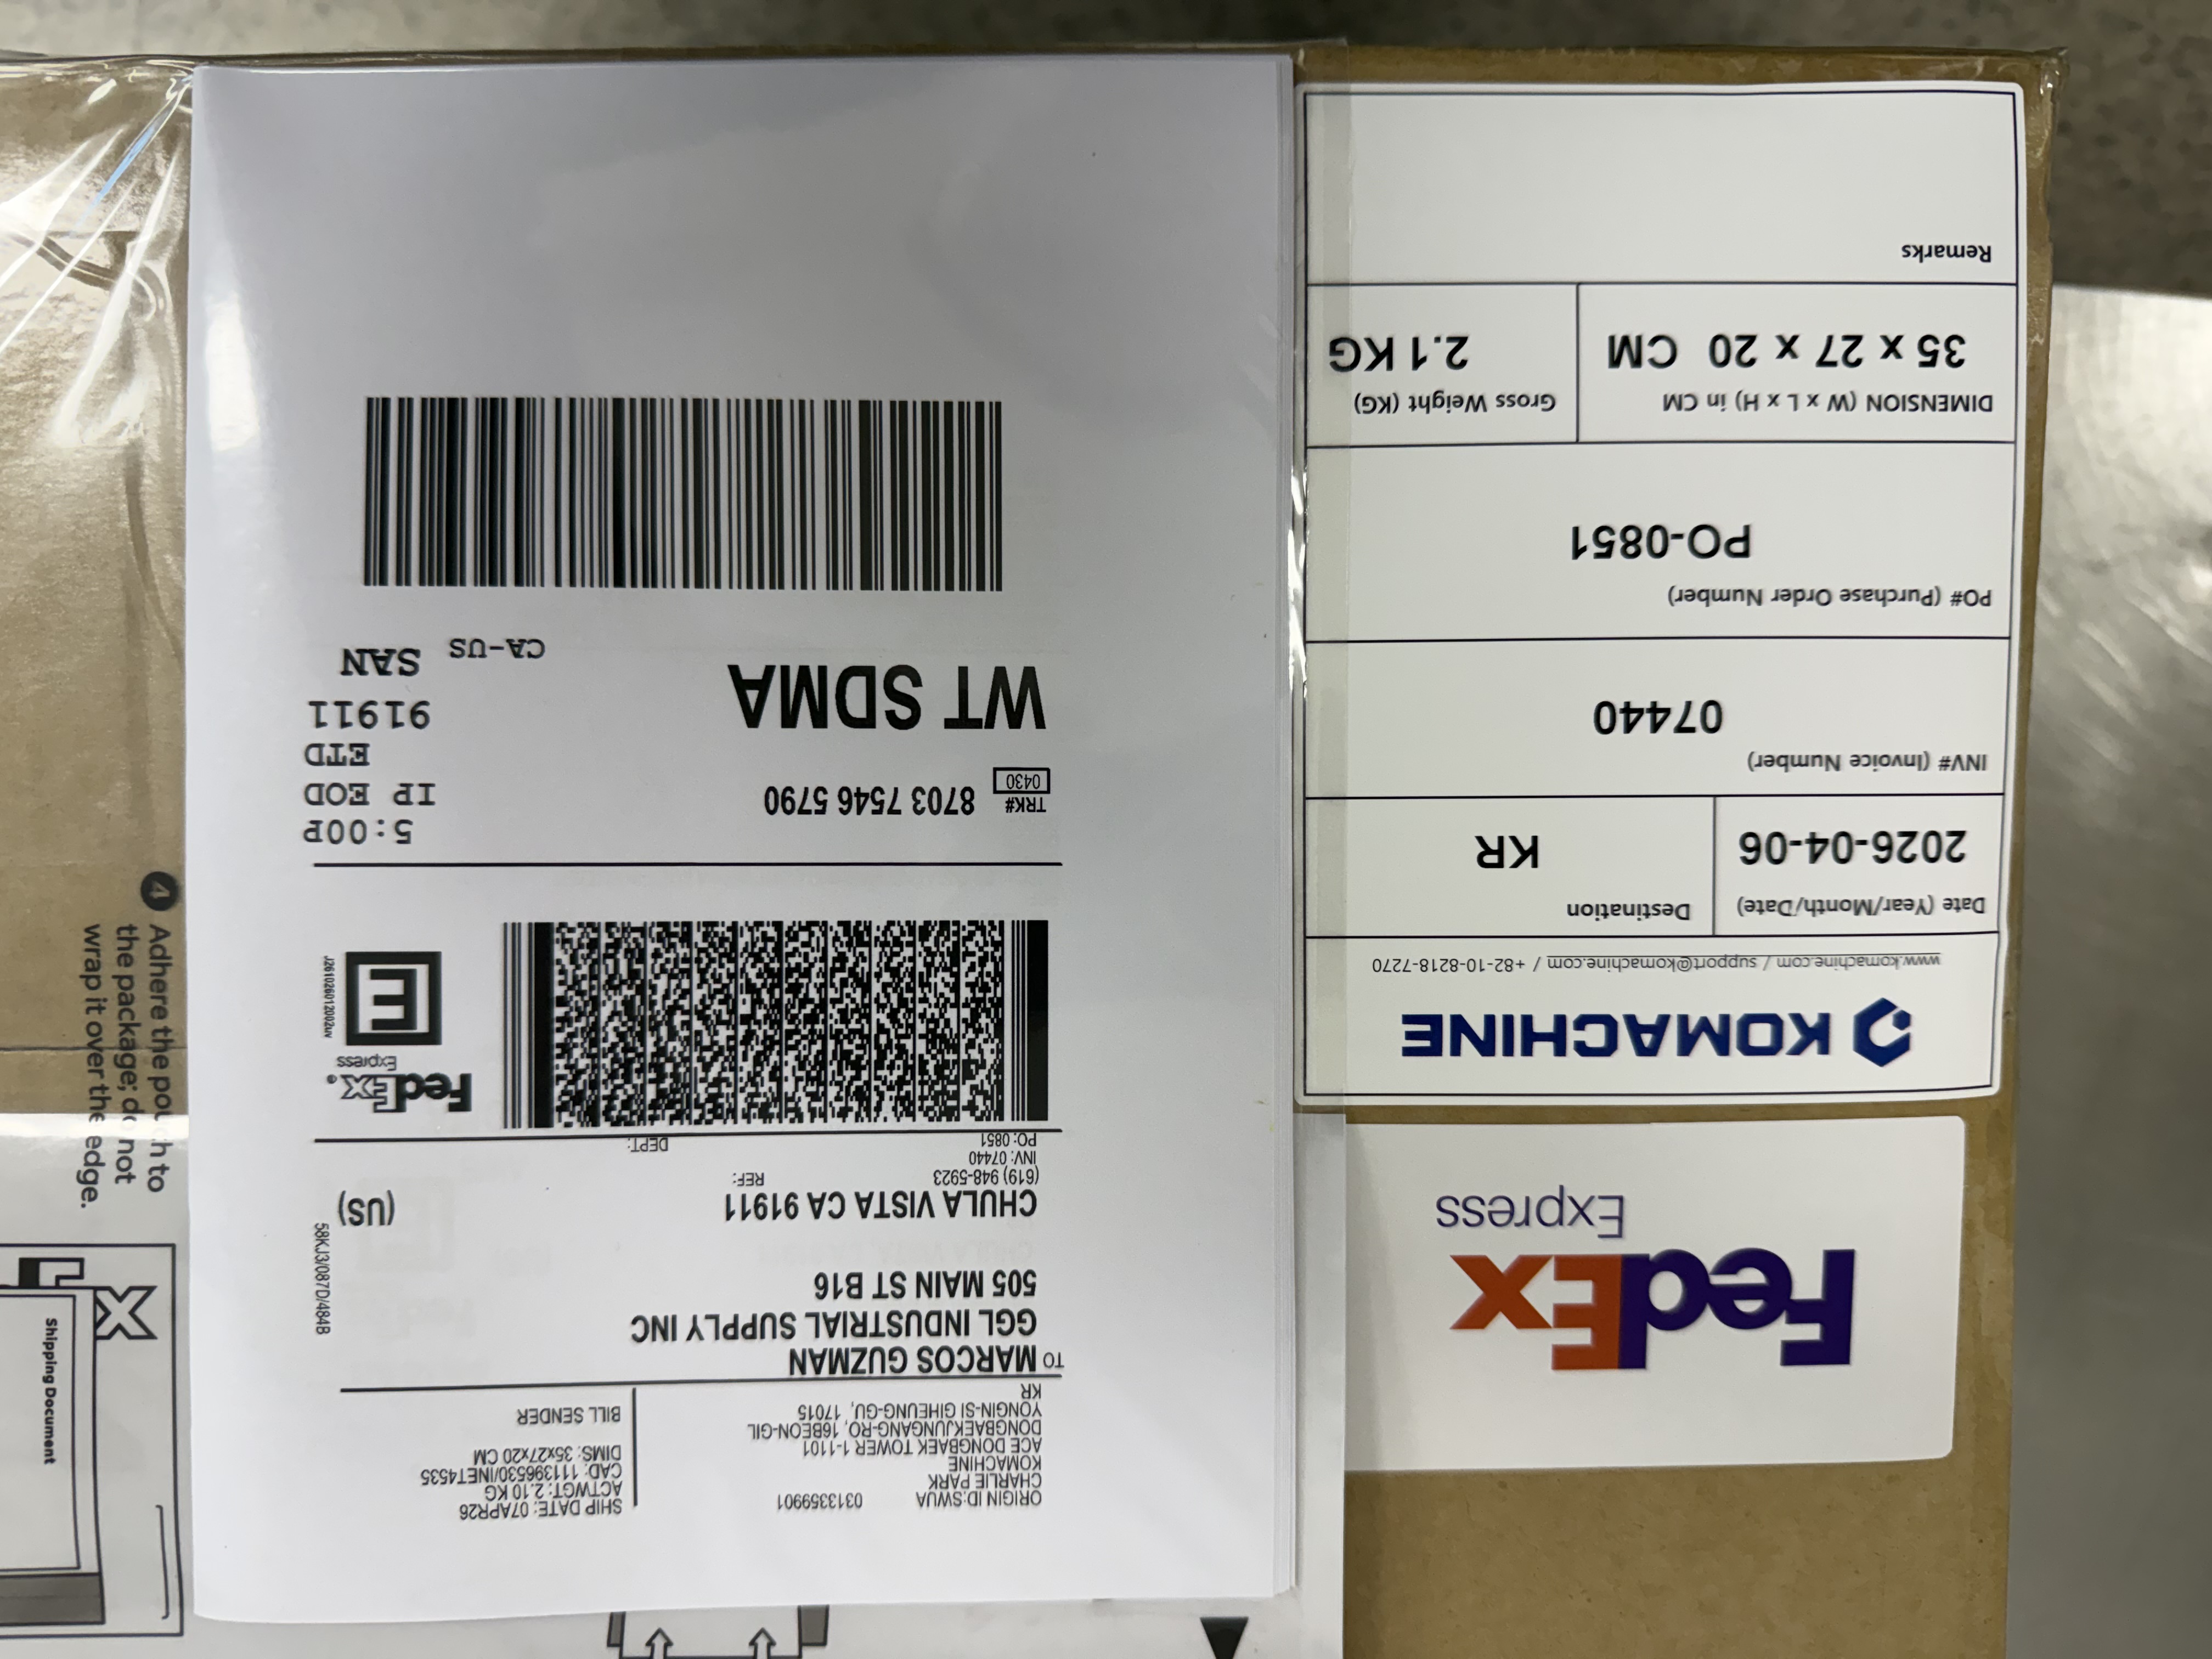 ORIGIN ID:SWUA 0313359901
CHARLIE PARK
KOMACHINE
ACE DONGBAEK TOWER 1-1101
DONGBAEKJUNGANG-RO, 16BEON-GIL
YONGIN-SI GIHEUNG-GU, 17015
KR
SHIP DATE: 07APR26
ACTWGT: 2.10 KG
CAD: 111396530/INET4535
DIMS: 35x27x20 CM
BILL SENDER
TO MARCOS GUZMAN
GGL INDUSTRIAL SUPPLY INC
505 MAIN ST B16
CHULA VISTA CA 91911 (US)
(619) 948-5923 REF:
INV: 07440
PO: 0851 DEPT:
58KJ3/087D/484B
FedEx®
Express
E
J261026012002uv
TRK# 8703 7546 5790
0430
5:00P
IP EOD
ETD
WT SDMA
91911
CA-US SAN
FedEx
Express
KOMACHINE
www.komachine.com / support@komachine.com / +82-10-8218-7270
Date (Year/Month/Date) Destination
2026-04-06 KR
INV# (Invoice Number)
07440
PO# (Purchase Order Number)
PO-0851
DIMENSION (W x L x H) in CM Gross Weight (KG)
35 x 27 x 20 CM 2.1 KG
Remarks
4 Adhere the pouch to
the package; do not
wrap it over the edge.
Shipping Document